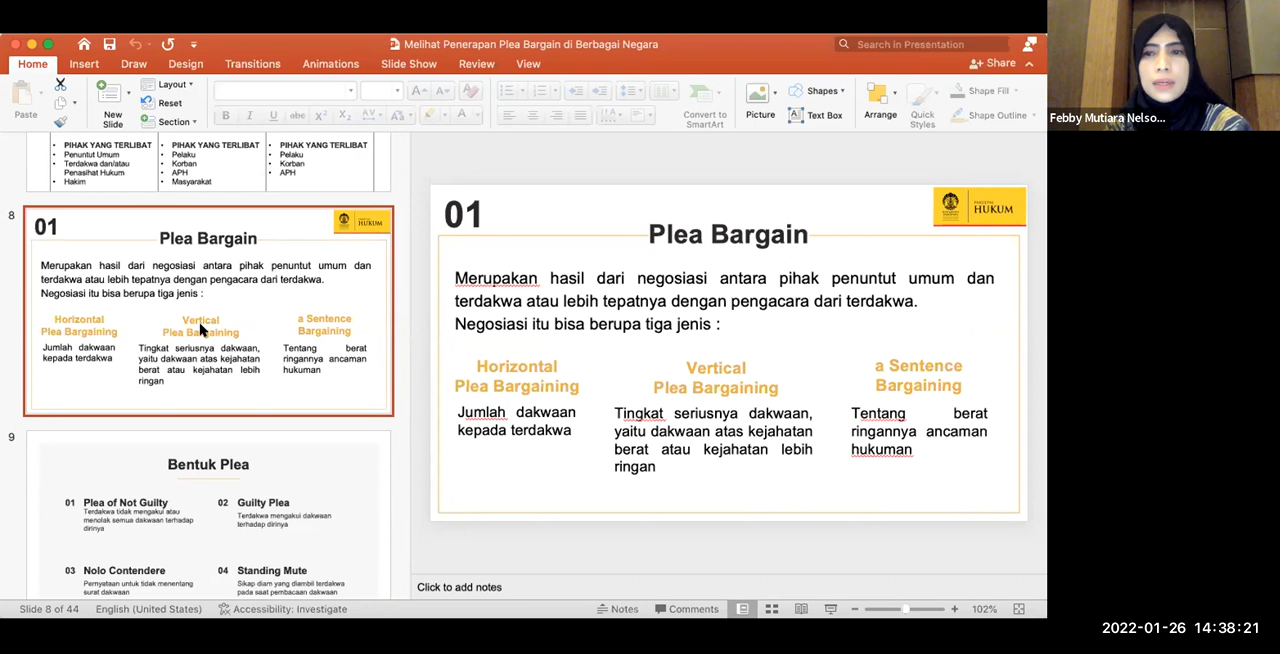 Melihat Penerapan Plea Bargain di Berbagai Negara
Search in Presentation
Home Insert Draw Design Transitions Animations Slide Show Review View
Share
Paste
New
Slide
Layout
Reset
Section
B I U abc X² X₂ AV Aa A
Convert to
SmartArt
Picture
Shapes
Text Box
Arrange
Quick
Styles
Shape Fill
Shape Outline
PIHAK YANG TERLIBAT
• Penuntut Umum
• Terdakwa dan/atau
Penasihat Hukum
• Hakim
PIHAK YANG TERLIBAT
• Pelaku
• Korban
• APH
• Masyarakat
PIHAK YANG TERLIBAT
• Pelaku
• Korban
• APH
8
01
HUKUM
Plea Bargain
Merupakan hasil dari negosiasi antara pihak penuntut umum dan
terdakwa atau lebih tepatnya dengan pengacara dari terdakwa.
Negosiasi itu bisa berupa tiga jenis :
Horizontal
Plea Bargaining
Jumlah dakwaan
kepada terdakwa
Vertical
Plea Bargaining
Tingkat seriusnya dakwaan,
yaitu dakwaan atas kejahatan
berat atau kejahatan lebih
ringan
a Sentence
Bargaining
Tentang berat
ringannya ancaman
hukuman
9
Bentuk Plea
01 Plea of Not Guilty
Terdakwa tidak mengakui atau
menolak semua dakwaan terhadap
dirinya
02 Guilty Plea
Terdakwa mengakui dakwaan
terhadap dirinya
03 Nolo Contendere
Pernyataan untuk tidak menentang
surat dakwaan
04 Standing Mute
Sikap diam yang diambil terdakwa
pada saat pembacaan dakwaan
01
HUKUM
Plea Bargain
Merupakan hasil dari negosiasi antara pihak penuntut umum dan
terdakwa atau lebih tepatnya dengan pengacara dari terdakwa.
Negosiasi itu bisa berupa tiga jenis :
Horizontal
Plea Bargaining
Jumlah dakwaan
kepada terdakwa
Vertical
Plea Bargaining
Tingkat seriusnya dakwaan,
yaitu dakwaan atas kejahatan
berat atau kejahatan lebih
ringan
a Sentence
Bargaining
Tentang berat
ringannya ancaman
hukuman
Click to add notes
Slide 8 of 44 English (United States) Accessibility: Investigate Notes Comments 102%
Febby Mutiara Nelso...
2022-01-26 14:38:21